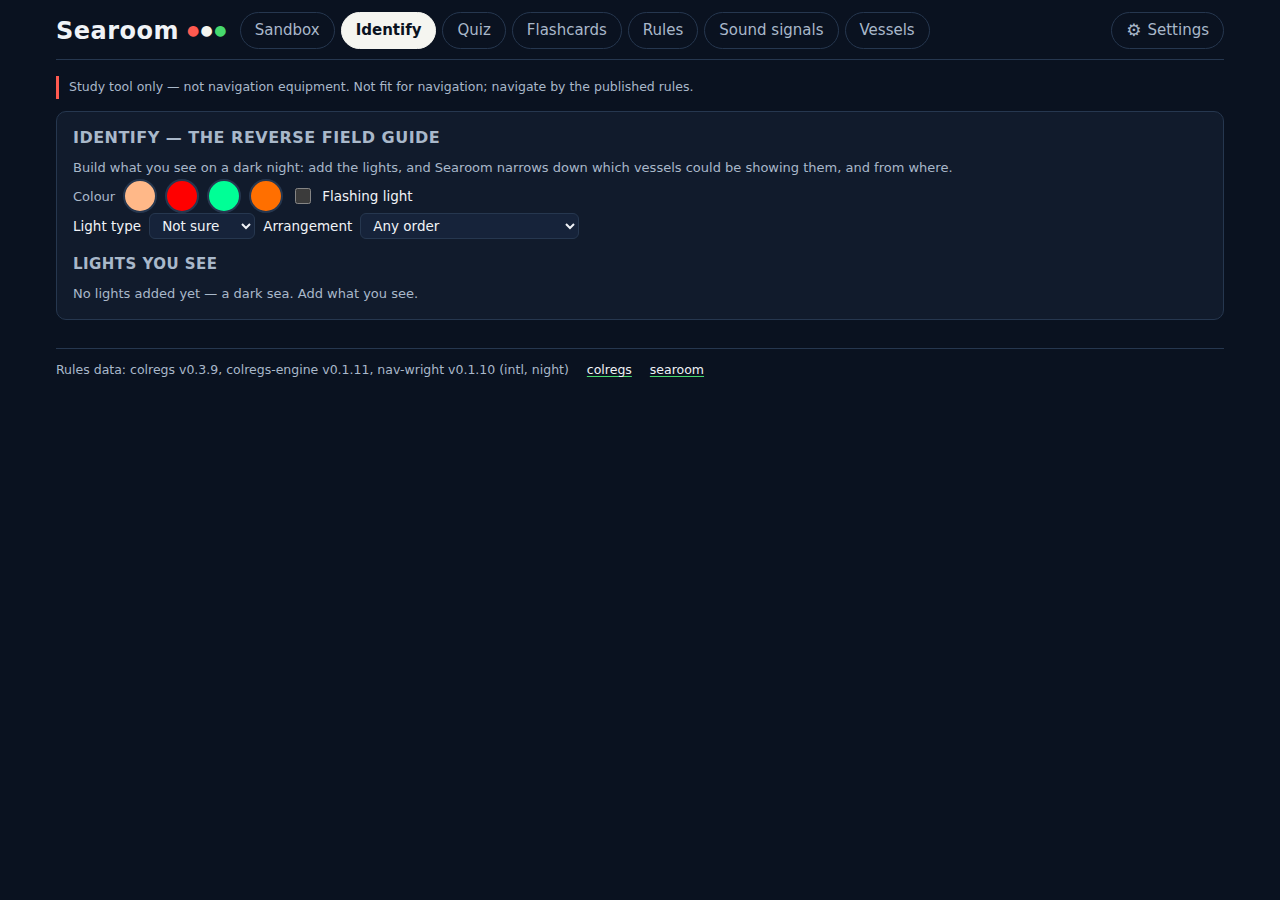 Searoom Sandbox Identify Quiz Flashcards Rules Sound signals Vessels ⚙ Settings
Study tool only — not navigation equipment. Not fit for navigation; navigate by the published rules.
IDENTIFY — THE REVERSE FIELD GUIDE
Build what you see on a dark night: add the lights, and Searoom narrows down which vessels could be showing them, and from where.
Colour Flashing light
Light type Not sure Arrangement Any order
LIGHTS YOU SEE
No lights added yet — a dark sea. Add what you see.
Rules data: colregs v0.3.9, colregs-engine v0.1.11, nav-wright v0.1.10 (intl, night) colregs searoom